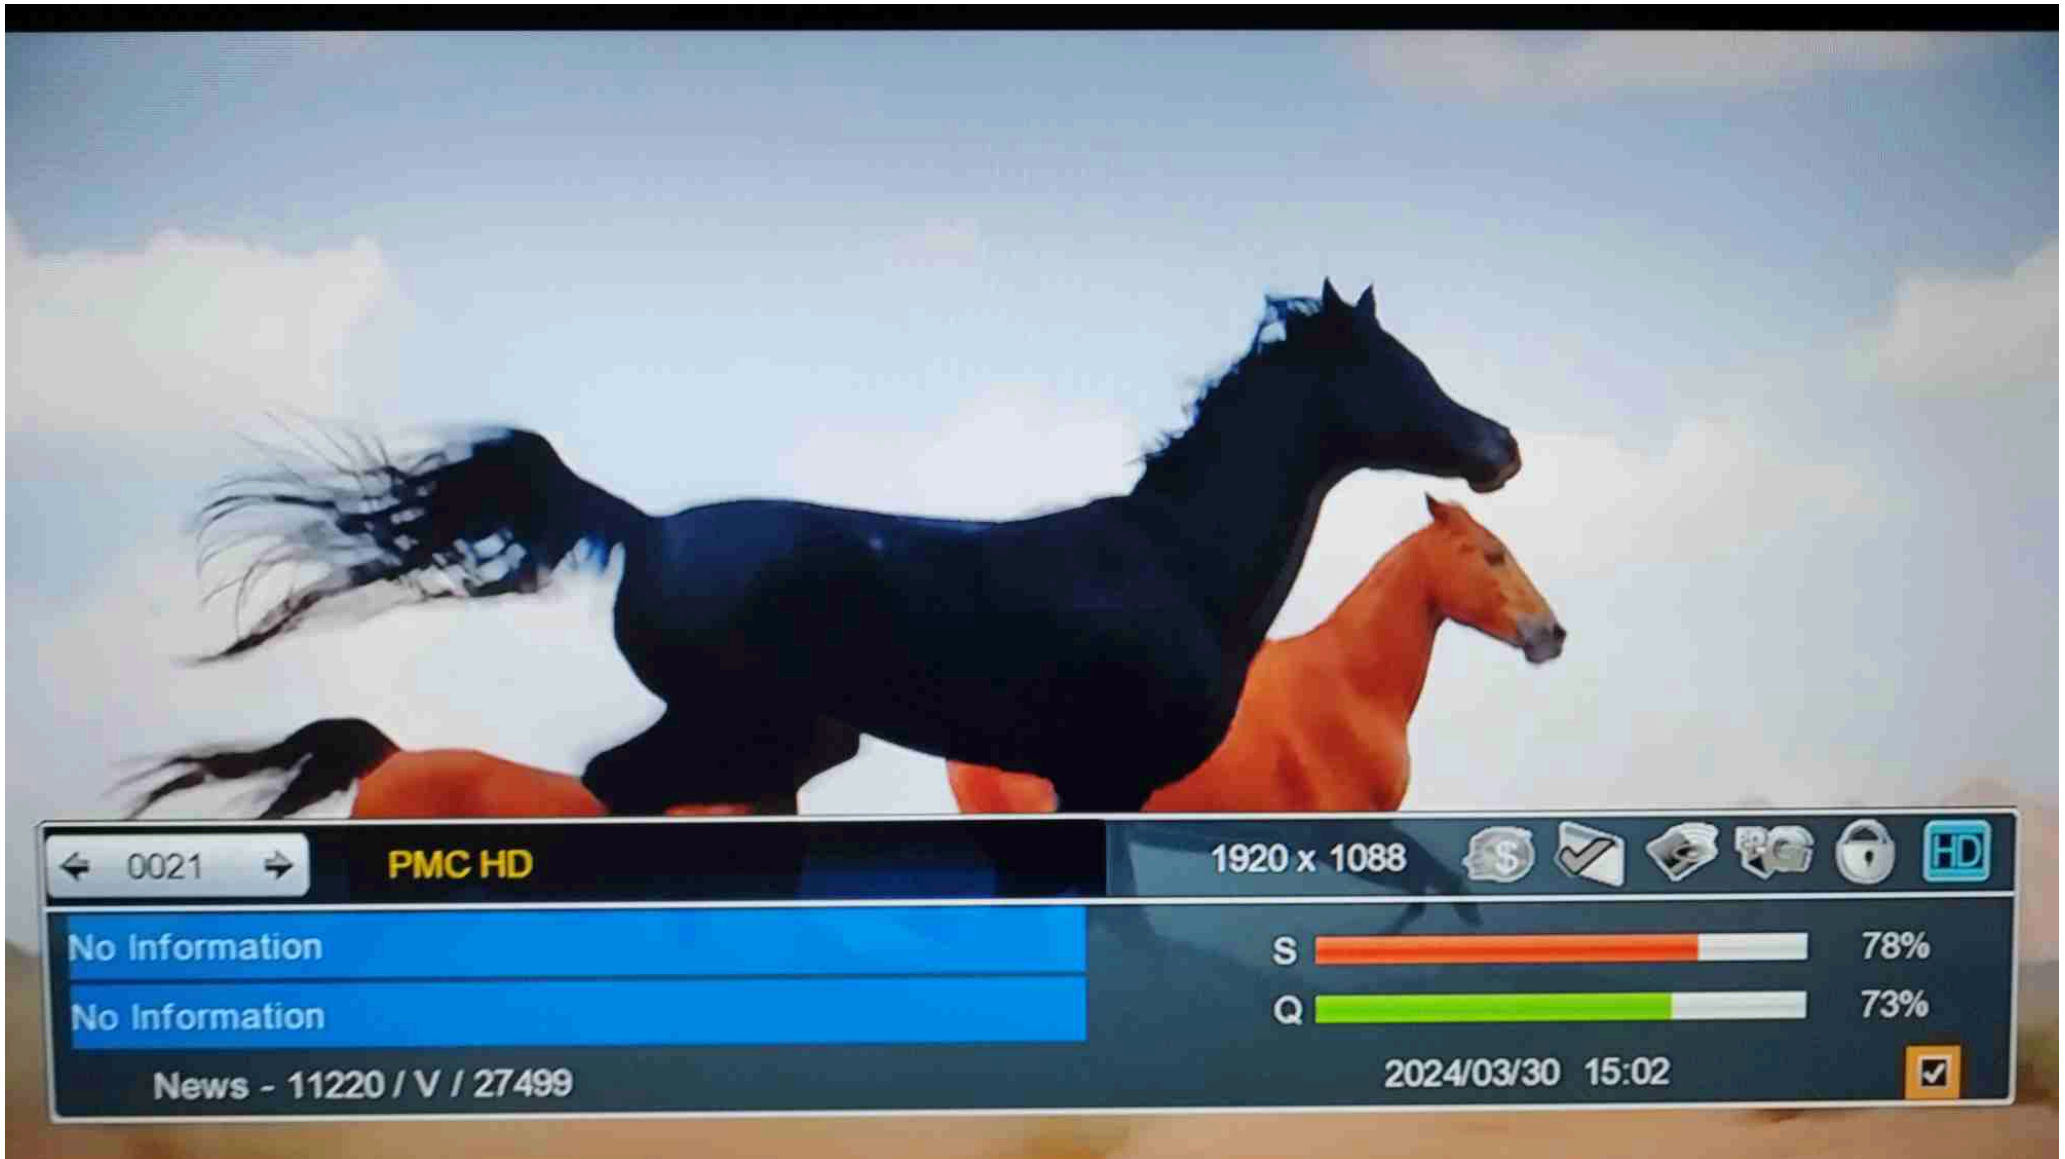 0021
PMC HD
1920 x 1088
$
HD
No Information
S 78%
No Information
Q 73%
News - 11220 / V / 27499
2024/03/30 15:02